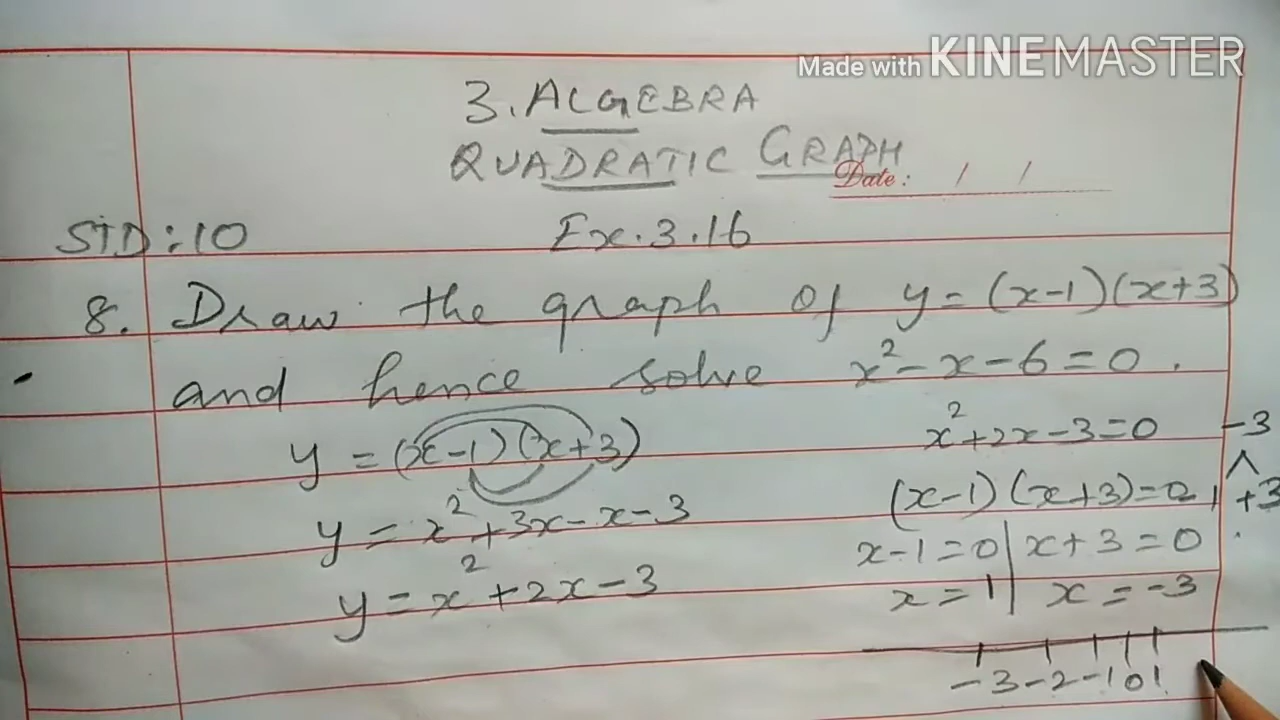 Made with KINEMASTER
3. ALGEBRA
QUADRATIC GRAPH
Date: / /
STD: 10
Ex. 3.16
8. Draw the graph of y = (x-1)(x+3)
and hence solve x² - x - 6 = 0.
y = (x-1)(x+3)
y = x² + 3x - x - 3
y = x² + 2x - 3
x² + 2x - 3 = 0
-3
(x-1)(x+3) = 0
+3
x-1=0 | x+3=0
x = 1 | x = -3
-3 -2 -1 0 1